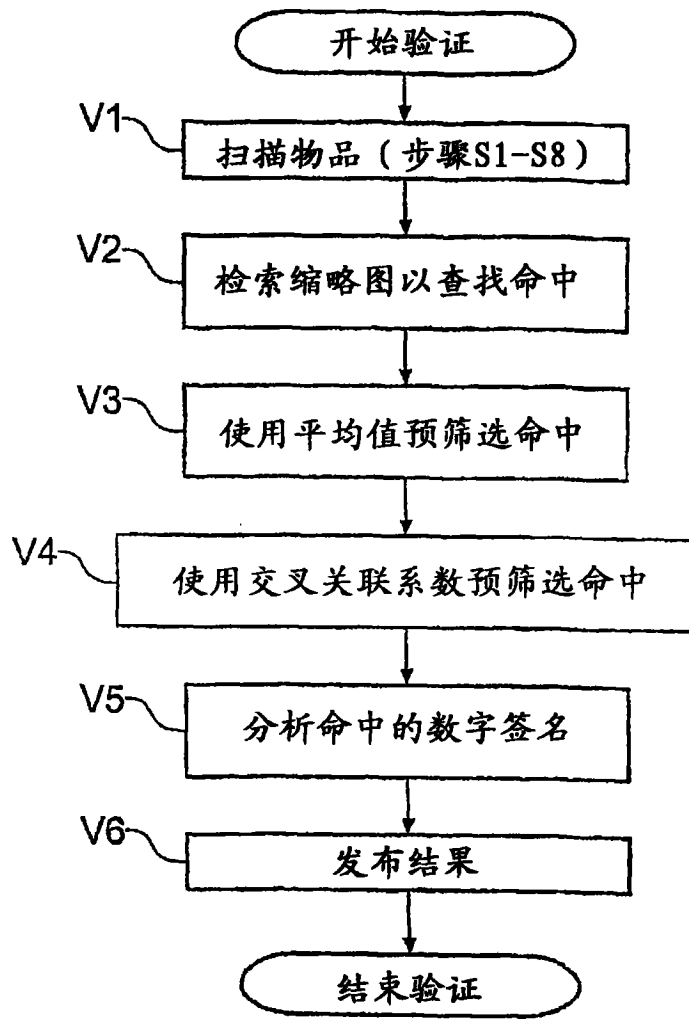 开始验证
V1
扫描物品（步骤S1-S8）
V2
检索缩略图以查找命中
V3
使用平均值预筛选命中
V4
使用交叉关联系数预筛选命中
V5
分析命中的数字签名
V6
发布结果
结束验证